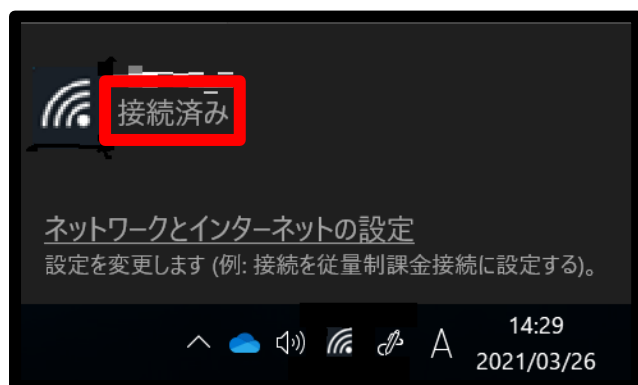 接続済み
ネットワークとインターネットの設定
設定を変更します (例: 接続を従量制課金接続に設定する)。
A
14:29
2021/03/26